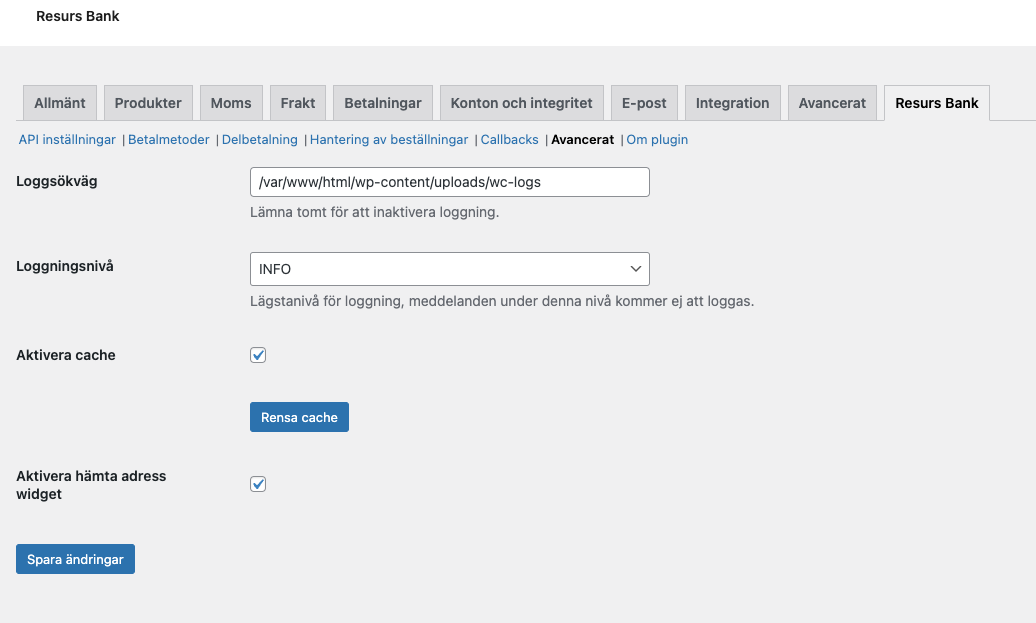 Resurs Bank
Allmänt Produkter Moms Frakt Betalningar Konton och integritet E-post Integration Avancerat Resurs Bank
API inställningar | Betalmetoder | Delbetalning | Hantering av beställningar | Callbacks | Avancerat | Om plugin
Loggsökväg /var/www/html/wp-content/uploads/wc-logs
Lämna tomt för att inaktivera loggning.
Loggningsnivå INFO
Lägstanivå för loggning, meddelanden under denna nivå kommer ej att loggas.
Aktivera cache
Rensa cache
Aktivera hämta adress
widget
Spara ändringar